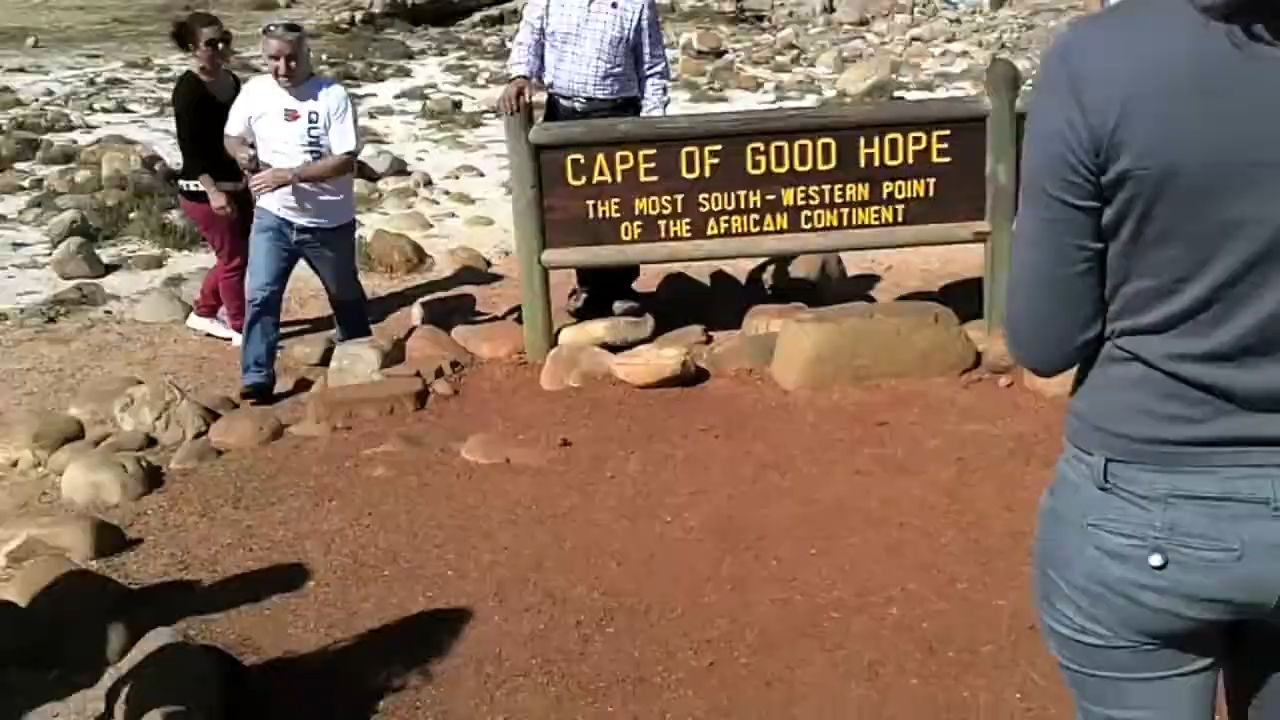 CAPE OF GOOD HOPE
THE MOST SOUTH-WESTERN POINT
OF THE AFRICAN CONTINENT